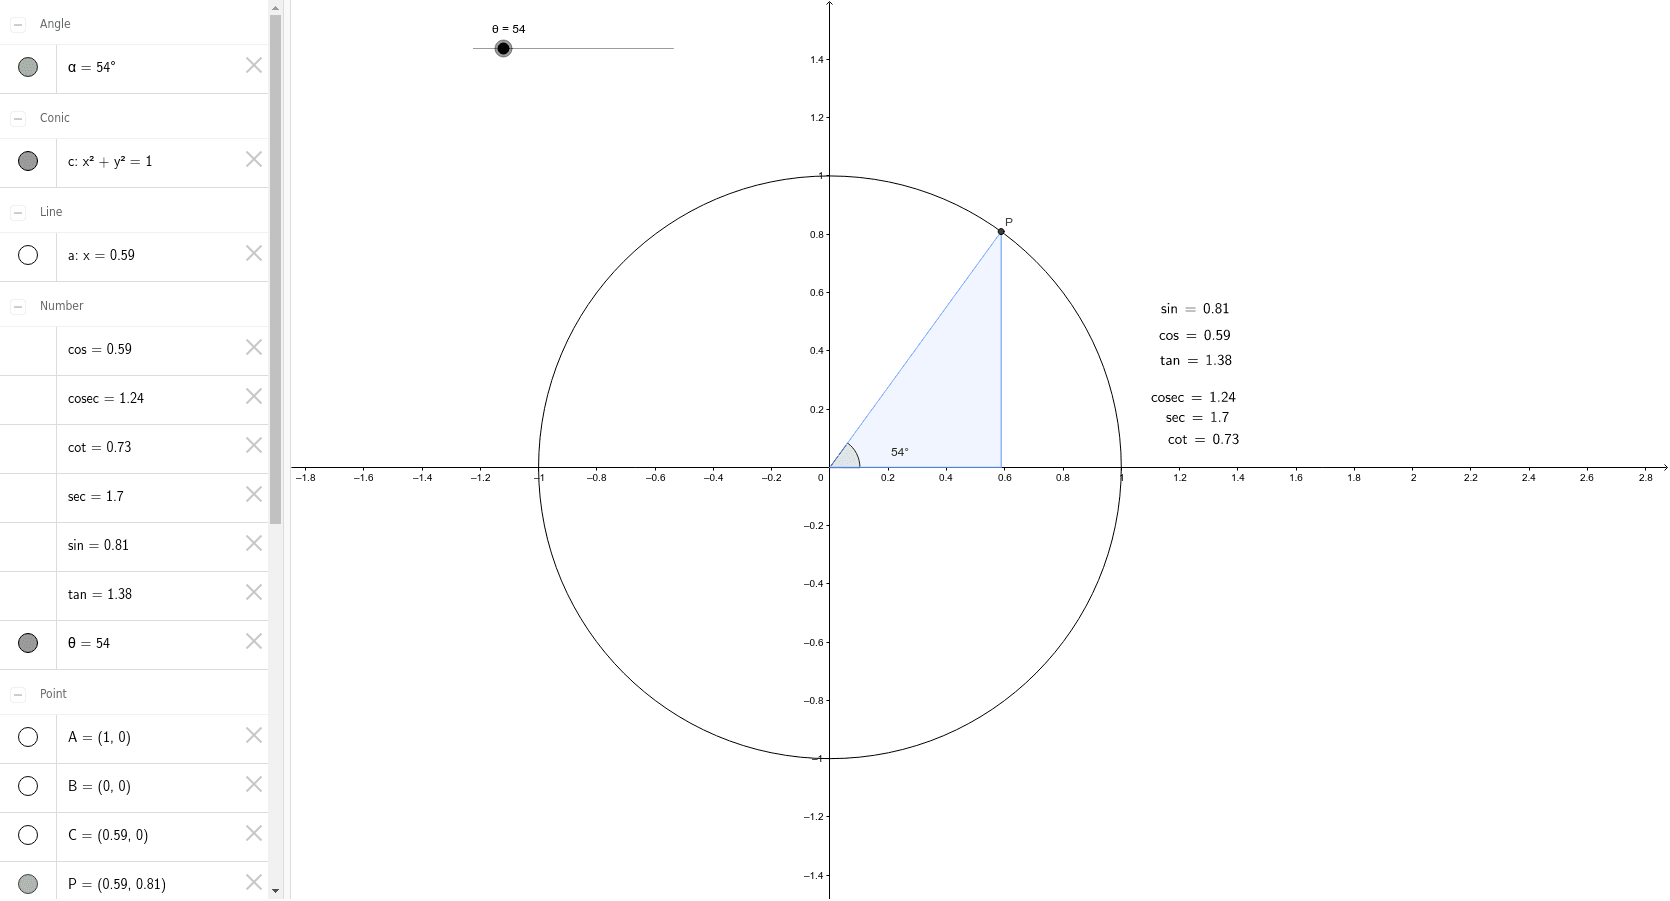 Angle
α = 54°
Conic
c: x² + y² = 1
Line
a: x = 0.59
Number
cos = 0.59
cosec = 1.24
cot = 0.73
sec = 1.7
sin = 0.81
tan = 1.38
θ = 54
Point
A = (1, 0)
B = (0, 0)
C = (0.59, 0)
P = (0.59, 0.81)
θ = 54
1.4
1.2
1
P
0.8
0.6
0.4
0.2
54°
−1.8 −1.6 −1.4 −1.2 −1 −0.8 −0.6 −0.4 −0.2 0 0.2 0.4 0.6 0.8 1 1.2 1.4 1.6 1.8 2 2.2 2.4 2.6 2.8
−0.2
−0.4
−0.6
−0.8
−1
−1.2
−1.4
sin = 0.81
cos = 0.59
tan = 1.38
cosec = 1.24
sec = 1.7
cot = 0.73